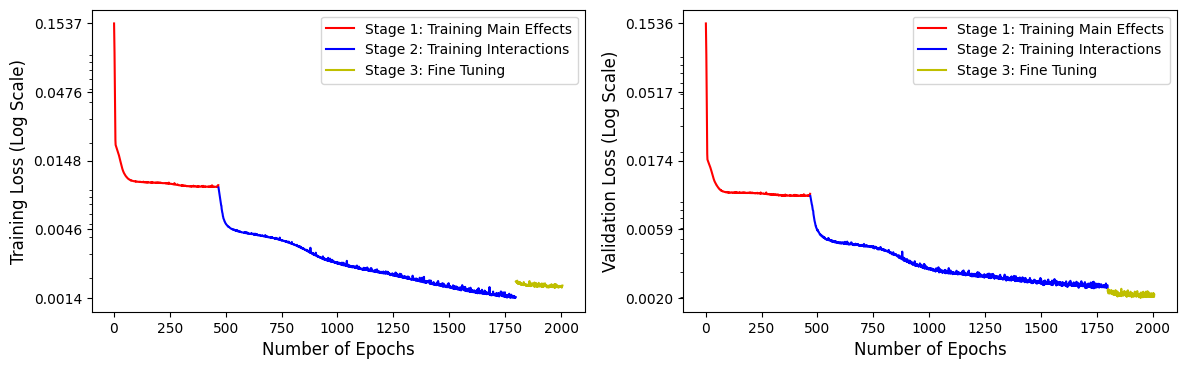 Training Loss (Log Scale)
0.1537
0.0476
0.0148
0.0046
0.0014
Stage 1: Training Main Effects
Stage 2: Training Interactions
Stage 3: Fine Tuning
0 250 500 750 1000 1250 1500 1750 2000
Number of Epochs
Validation Loss (Log Scale)
0.1536
0.0517
0.0174
0.0059
0.0020
Stage 1: Training Main Effects
Stage 2: Training Interactions
Stage 3: Fine Tuning
0 250 500 750 1000 1250 1500 1750 2000
Number of Epochs